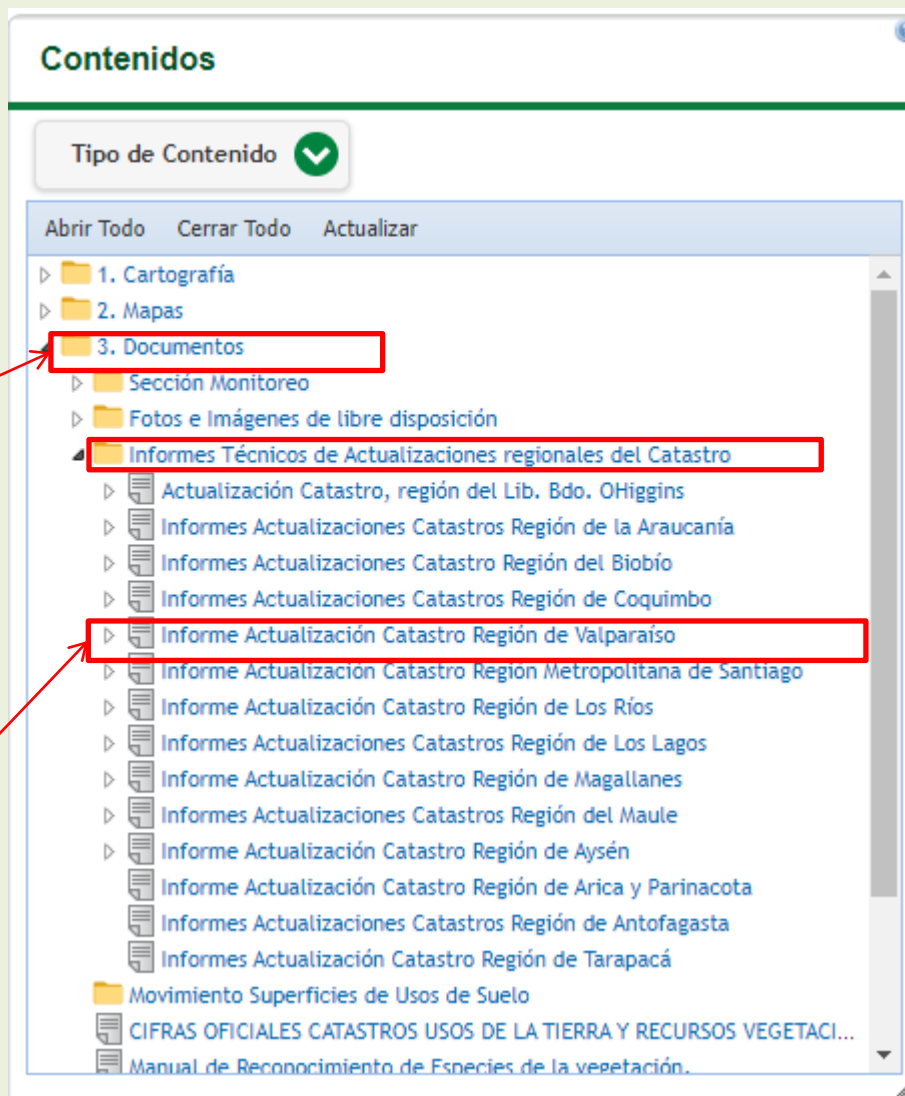 Contenidos
Tipo de Contenido
Abrir Todo Cerrar Todo Actualizar
1. Cartografía
2. Mapas
3. Documentos
Sección Monitoreo
Fotos e Imágenes de libre disposición
Informes Técnicos de Actualizaciones regionales del Catastro
Actualización Catastro, región del Lib. Bdo. OHiggins
Informes Actualizaciones Catastros Región de la Araucanía
Informes Actualizaciones Catastro Región del Biobío
Informes Actualizaciones Catastros Región de Coquimbo
Informe Actualización Catastro Región de Valparaíso
Informe Actualización Catastro Región Metropolitana de Santiago
Informe Actualización Catastro Región de Los Ríos
Informes Actualizaciones Catastros Región de Los Lagos
Informe Actualización Catastro Región de Magallanes
Informes Actualizaciones Catastros Región del Maule
Informe Actualización Catastro Región de Aysén
Informe Actualización Catastro Región de Arica y Parinacota
Informes Actualizaciones Catastros Región de Antofagasta
Informes Actualización Catastro Región de Tarapacá
Movimiento Superficies de Usos de Suelo
CIFRAS OFICIALES CATASTROS USOS DE LA TIERRA Y RECURSOS VEGETACI...
Manual de Reconocimiento de Especies de la vegetación.